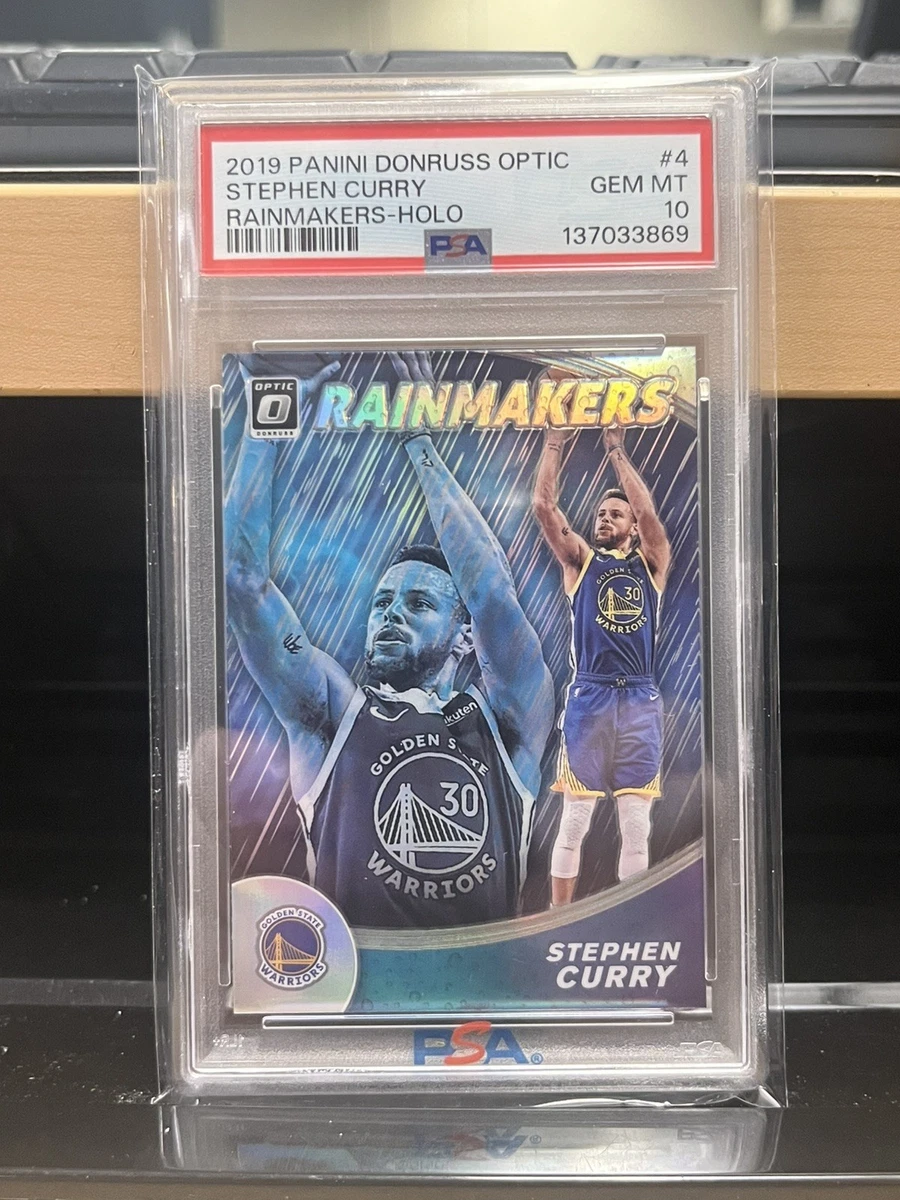 2019 PANINI DONRUSS OPTIC #4
STEPHEN CURRY GEM MT
RAINMAKERS-HOLO 10
137033869
PSA
OPTIC
O
DONRUSS
RAINMAKERS
GOLDEN STATE
30
WARRIORS
kuten
GOLDEN STATE
30
WARRIORS
GOLDEN STATE
WARRIORS
STEPHEN
CURRY
PSA®